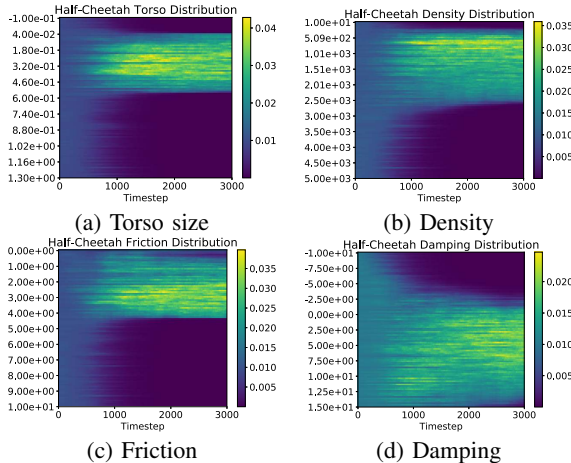 Half-Cheetah Torso Distribution
-1.00e-01
4.00e-02
1.80e-01
3.20e-01
4.60e-01
6.00e-01
7.40e-01
8.80e-01
1.02e+00
1.16e+00
1.30e+00
0 1000 2000 3000
Timestep
0.04
0.03
0.02
0.01
(a) Torso size
Half-Cheetah Density Distribution
1.00e+01
5.09e+02
1.01e+03
1.51e+03
2.01e+03
2.50e+03
3.00e+03
3.50e+03
4.00e+03
4.50e+03
5.00e+03
0 1000 2000 3000
Timestep
0.035
0.030
0.025
0.020
0.015
0.010
0.005
(b) Density
Half-Cheetah Friction Distribution
0.00e+00
1.00e+00
2.00e+00
3.00e+00
4.00e+00
5.00e+00
6.00e+00
7.00e+00
8.00e+00
9.00e+00
1.00e+01
0 1000 2000 3000
Timestep
0.035
0.030
0.025
0.020
0.015
0.010
0.005
(c) Friction
Half-Cheetah Damping Distribution
-1.00e+01
-7.50e+00
-5.00e+00
-2.50e+00
0.00e+00
2.50e+00
5.00e+00
7.50e+00
1.00e+01
1.25e+01
1.50e+01
0 1000 2000 3000
Timestep
0.020
0.015
0.010
0.005
0.000
(d) Damping